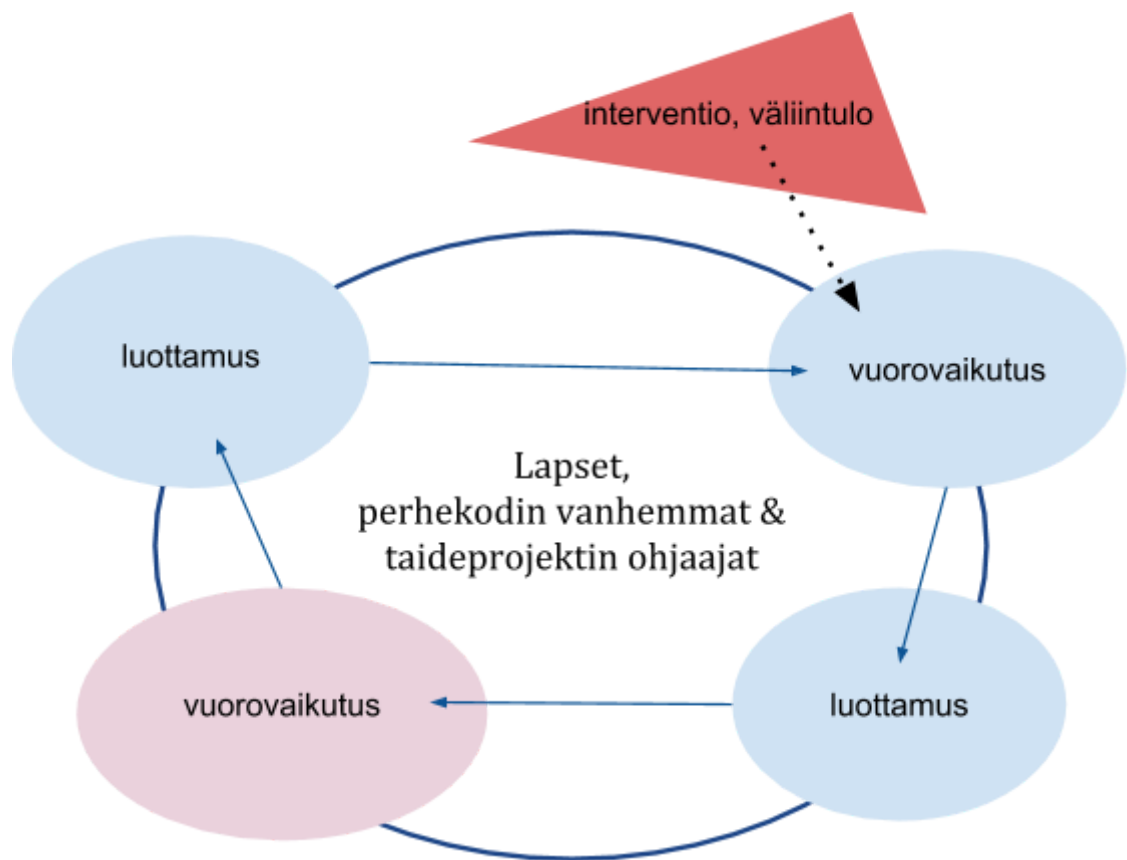 interventio, väliintulo
luottamus
vuorovaikutus
Lapset,
perhekodin vanhemmat &
taideprojektin ohjaajat
vuorovaikutus
luottamus